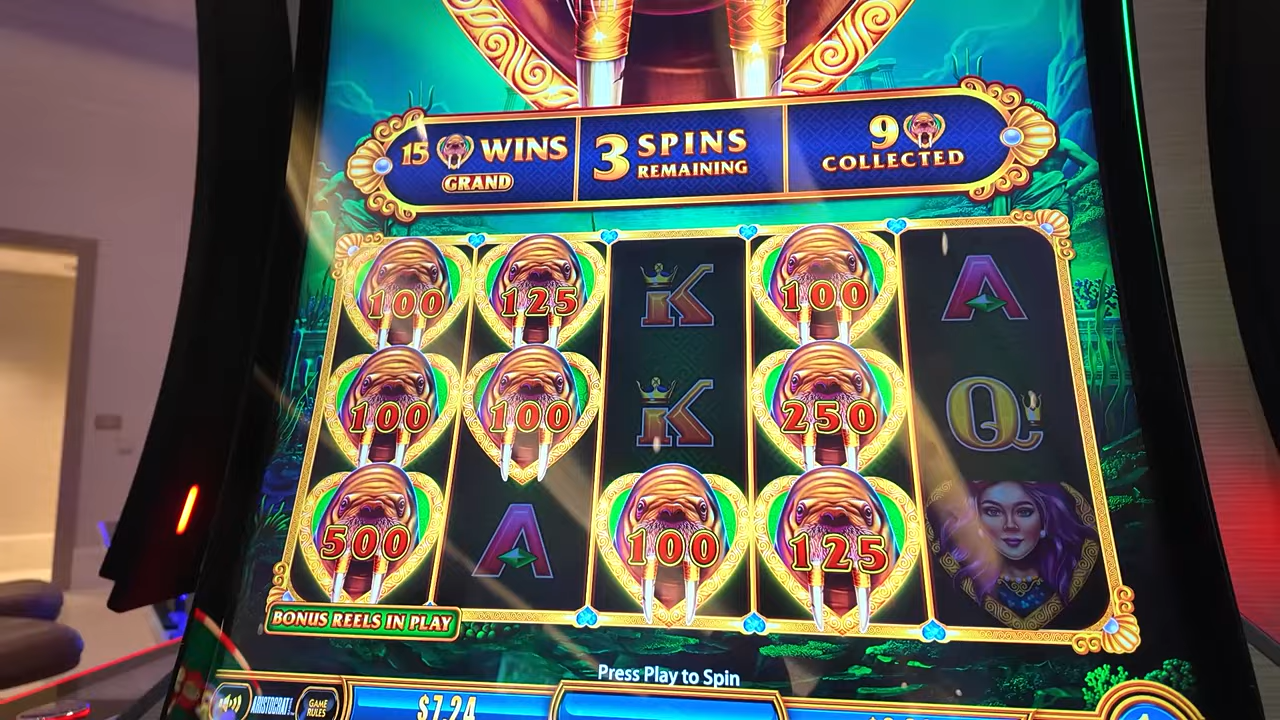 15 WINS
GRAND
3 SPINS
REMAINING
9
COLLECTED
100 125 K 100 A
100 100 K 250 Q
500 A 100 125
BONUS REELS IN PLAY
Press Play to Spin
ARISTOCRAT
GAME
RULES
$7.24